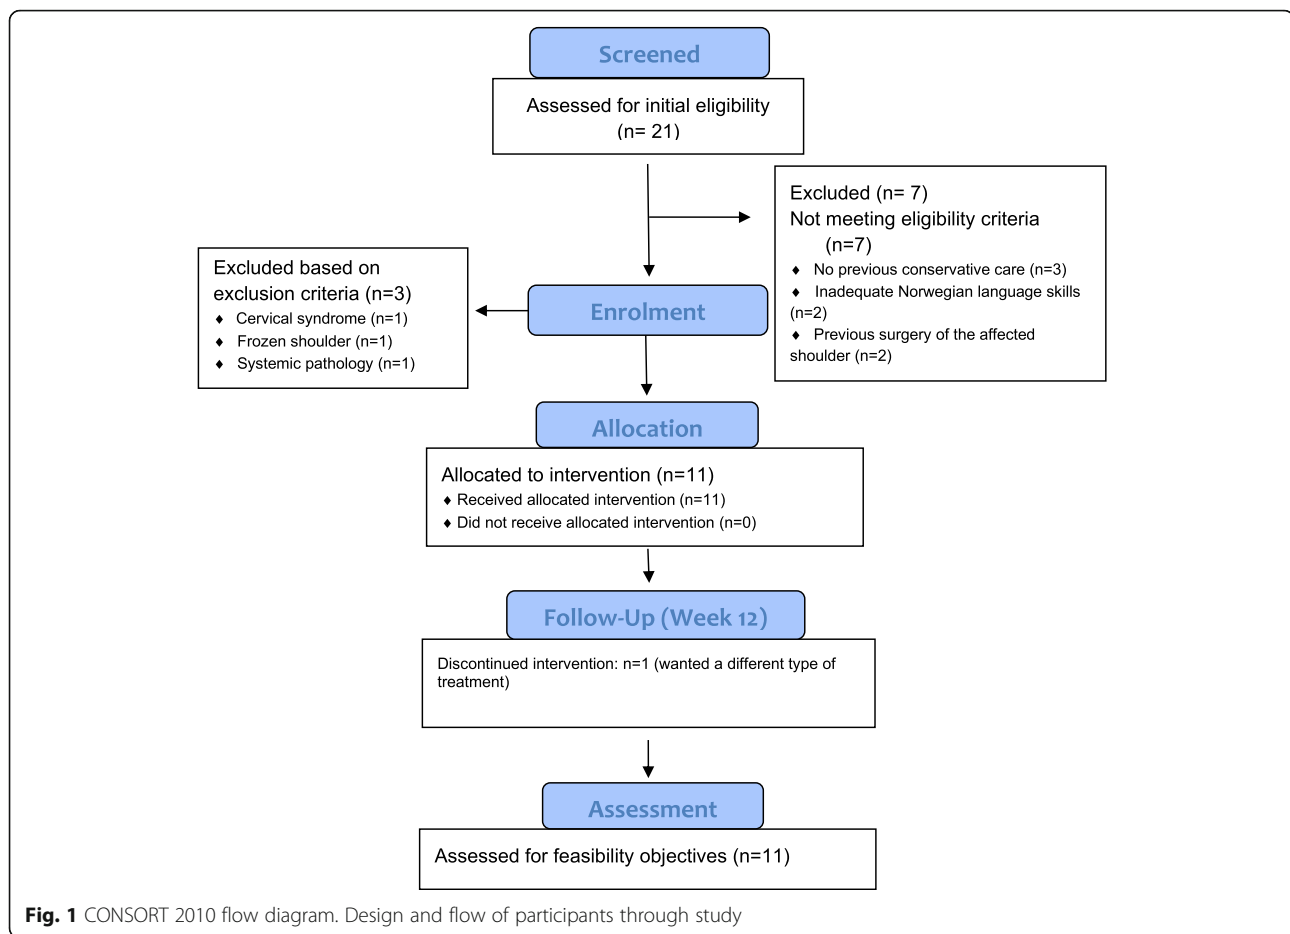 Screened
Assessed for initial eligibility
(n= 21)
Excluded (n= 7)
Not meeting eligibility criteria
(n=7)
♦ No previous conservative care (n=3)
♦ Inadequate Norwegian language skills
(n=2)
♦ Previous surgery of the affected
shoulder (n=2)
Excluded based on
exclusion criteria (n=3)
♦ Cervical syndrome (n=1)
♦ Frozen shoulder (n=1)
♦ Systemic pathology (n=1)
Enrolment
Allocation
Allocated to intervention (n=11)
♦ Received allocated intervention (n=11)
♦ Did not receive allocated intervention (n=0)
Follow-Up (Week 12)
Discontinued intervention: n=1 (wanted a different type of
treatment)
Assessment
Assessed for feasibility objectives (n=11)
Fig. 1 CONSORT 2010 flow diagram. Design and flow of participants through study